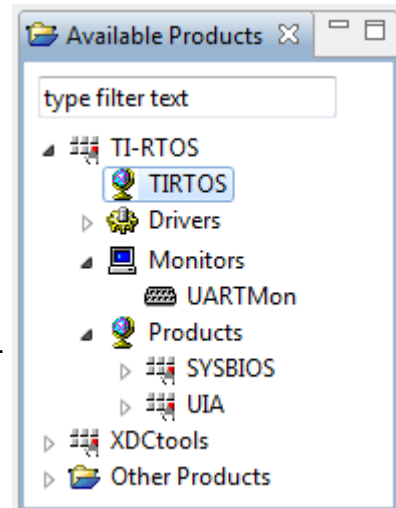 Available Products
type filter text
TI-RTOS
TIRTOS
Drivers
Monitors
UARTMon
Products
SYSBIOS
UIA
XDCtools
Other Products